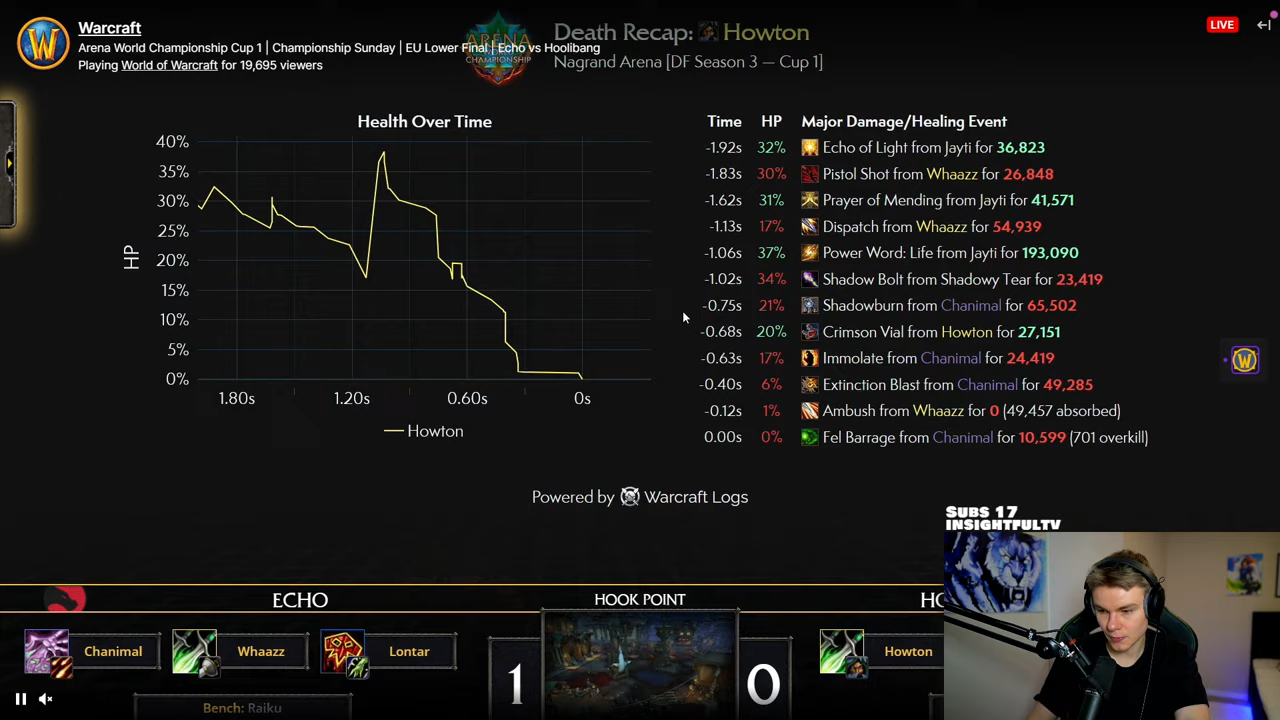 Warcraft
Arena World Championship Cup 1 | Championship Sunday | EU Lower Final | Echo vs Hoolibang
Playing World of Warcraft for 19,695 viewers
LIVE
ARENA
CHAMPIONSHIP
Death Recap: Howton
Nagrand Arena [DF Season 3 — Cup 1]
Health Over Time
40%
35%
30%
25%
20%
15%
10%
5%
0%
HP
1.80s 1.20s 0.60s 0s
Howton
Time HP Major Damage/Healing Event
-1.92s 32% Echo of Light from Jayti for 36,823
-1.83s 30% Pistol Shot from Whaazz for 26,848
-1.62s 31% Prayer of Mending from Jayti for 41,571
-1.13s 17% Dispatch from Whaazz for 54,939
-1.06s 37% Power Word: Life from Jayti for 193,090
-1.02s 34% Shadow Bolt from Shadowy Tear for 23,419
-0.75s 21% Shadowburn from Chanimal for 65,502
-0.68s 20% Crimson Vial from Howton for 27,151
-0.63s 17% Immolate from Chanimal for 24,419
-0.40s 6% Extinction Blast from Chanimal for 49,285
-0.12s 1% Ambush from Whaazz for 0 (49,457 absorbed)
0.00s 0% Fel Barrage from Chanimal for 10,599 (701 overkill)
Powered by Warcraft Logs
SUBS 17
INSIGHTFULTV
ECHO
HOOK POINT
HO
Chanimal
Whaazz
Lontar
1
0
Howton
Bench: Raiku